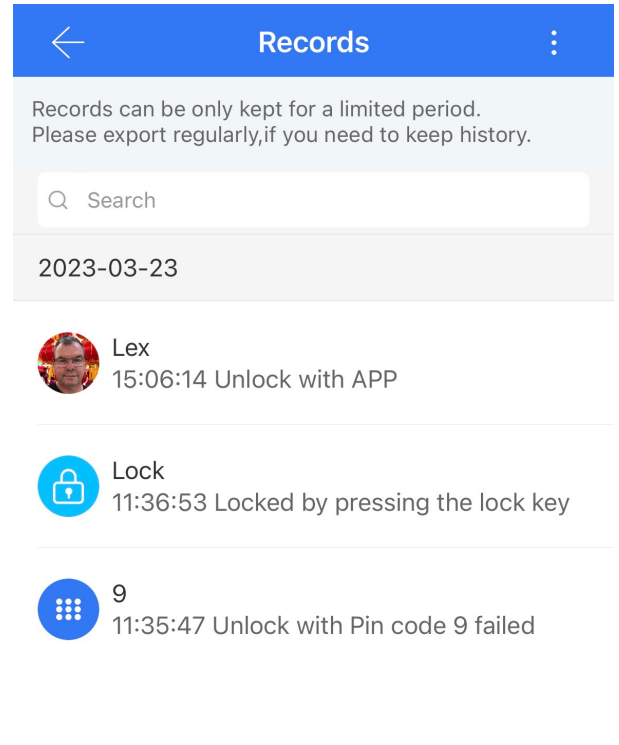 Records
Records can be only kept for a limited period.
Please export regularly,if you need to keep history.
Search
2023-03-23
Lex
15:06:14 Unlock with APP
Lock
11:36:53 Locked by pressing the lock key
9
11:35:47 Unlock with Pin code 9 failed